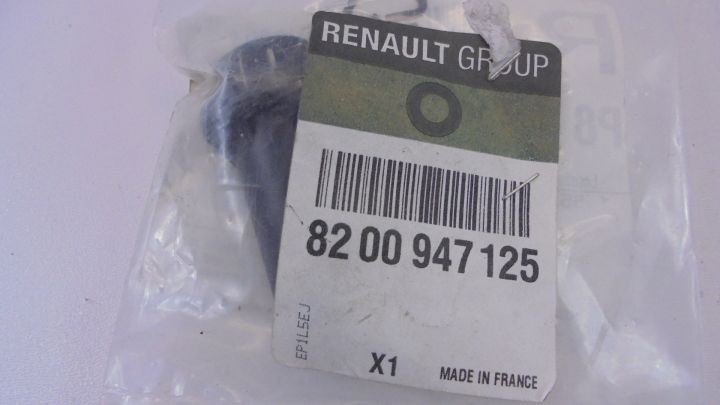 RENAULT GROUP
82 00 947 125
EP1L5EJ
X1
MADE IN FRANCE